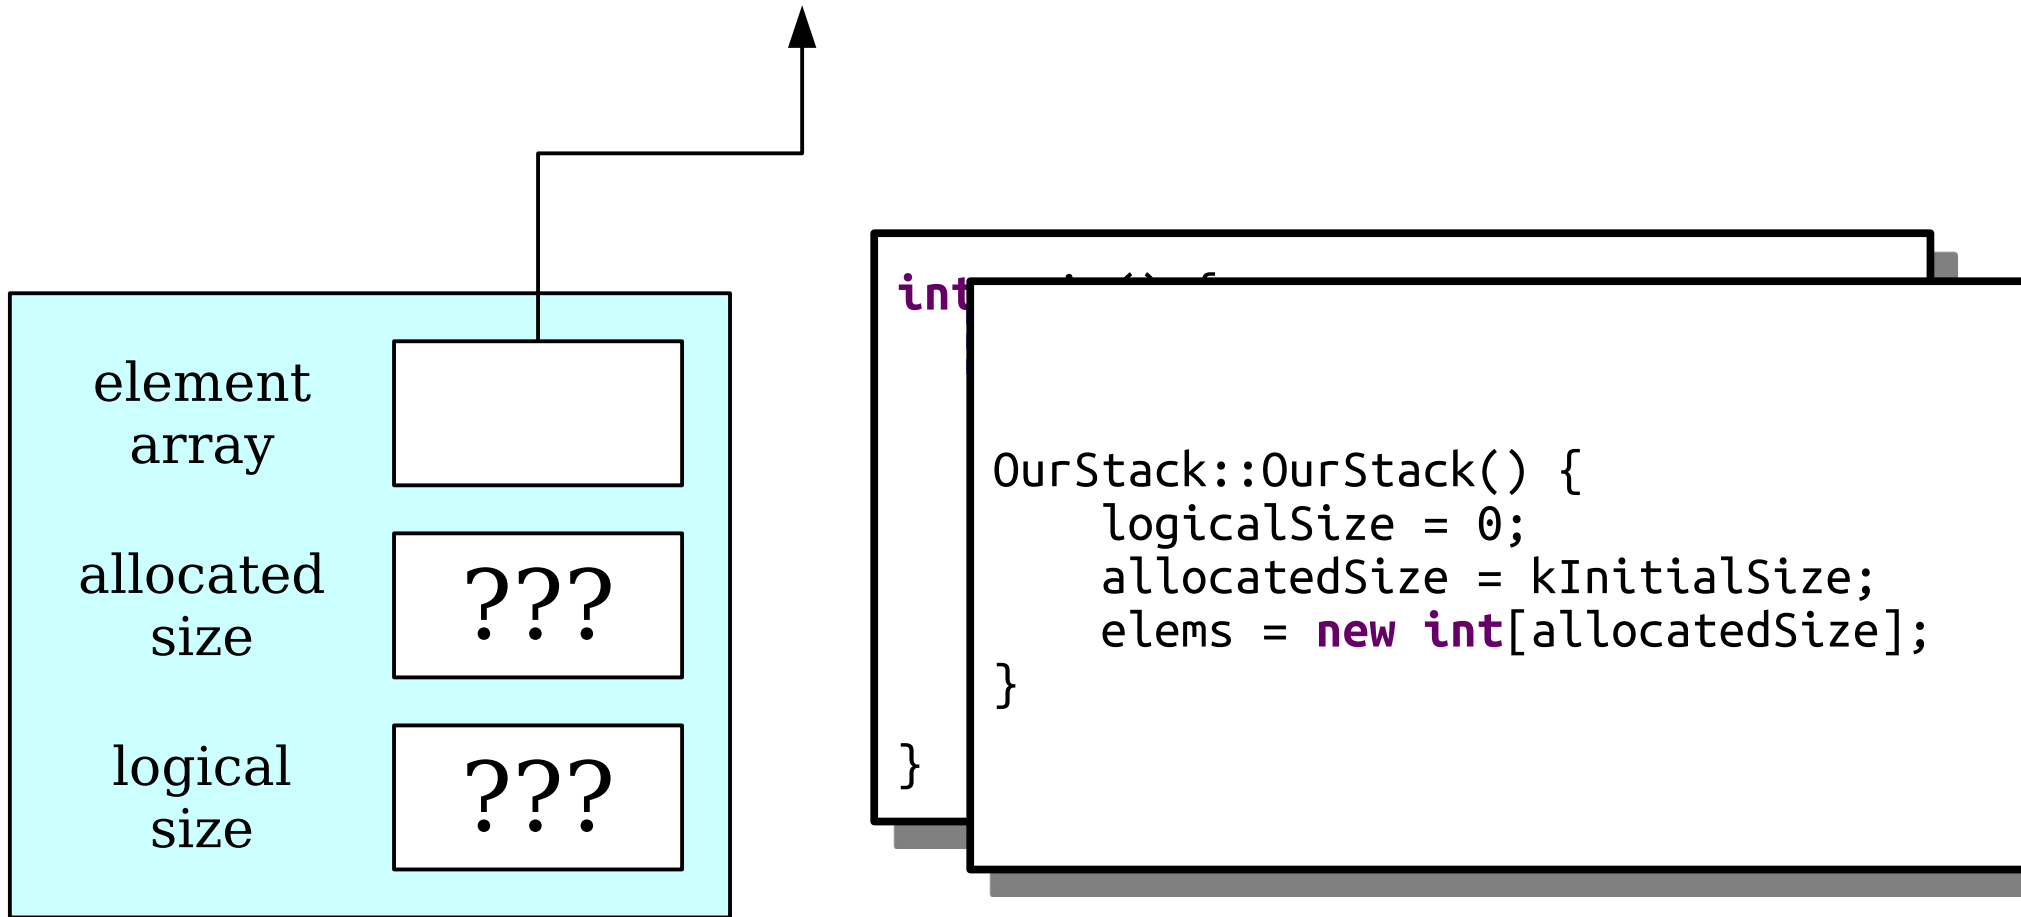 element
array
allocated
size
???
logical
size
???
int
OurStack::OurStack() {
    logicalSize = 0;
    allocatedSize = kInitialSize;
    elems = new int[allocatedSize];
}
}